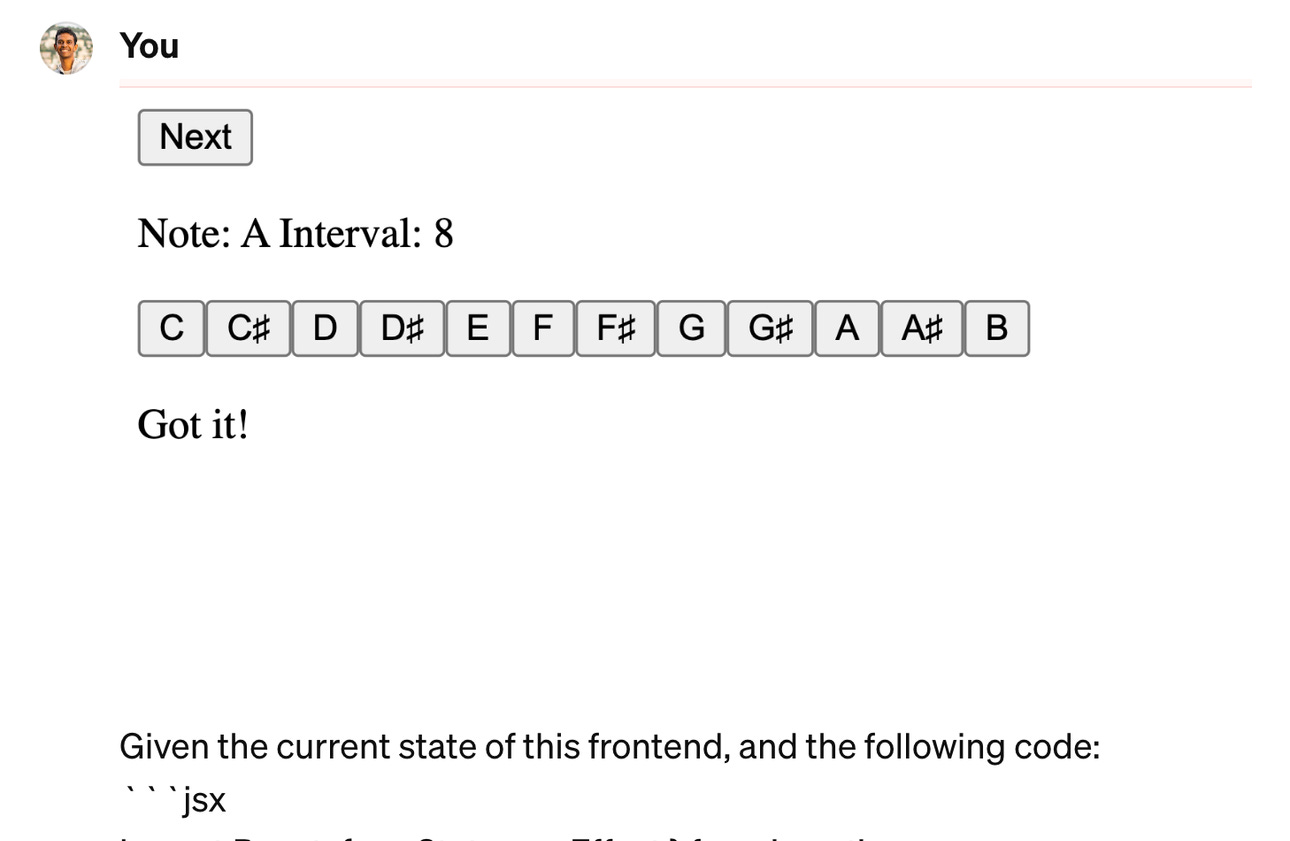 You
Next
Note: A Interval: 8
C C♯ D D♯ E F F♯ G G♯ A A♯ B
Got it!
Given the current state of this frontend, and the following code:
```jsx